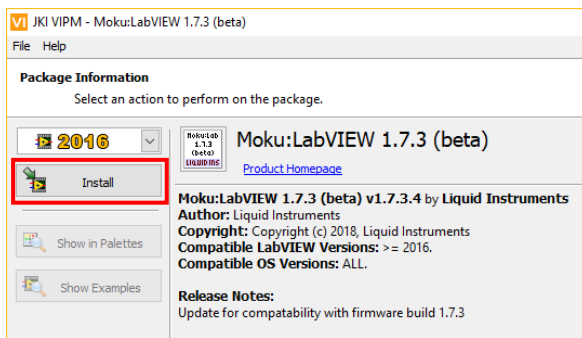 VI JKI VIPM - Moku:LabVIEW 1.7.3 (beta)
File Help
Package Information
Select an action to perform on the package.
2016
Install
Show in Palettes
Show Examples
MokuLab
1.7.3
(beta)
LIQUID INS
Moku:LabVIEW 1.7.3 (beta)
Product Homepage
Moku:LabVIEW 1.7.3 (beta) v1.7.3.4 by Liquid Instruments
Author: Liquid Instruments
Copyright: Copyright (c) 2018, Liquid Instruments
Compatible LabVIEW Versions: >= 2016.
Compatible OS Versions: ALL.
Release Notes:
Update for compatability with firmware build 1.7.3